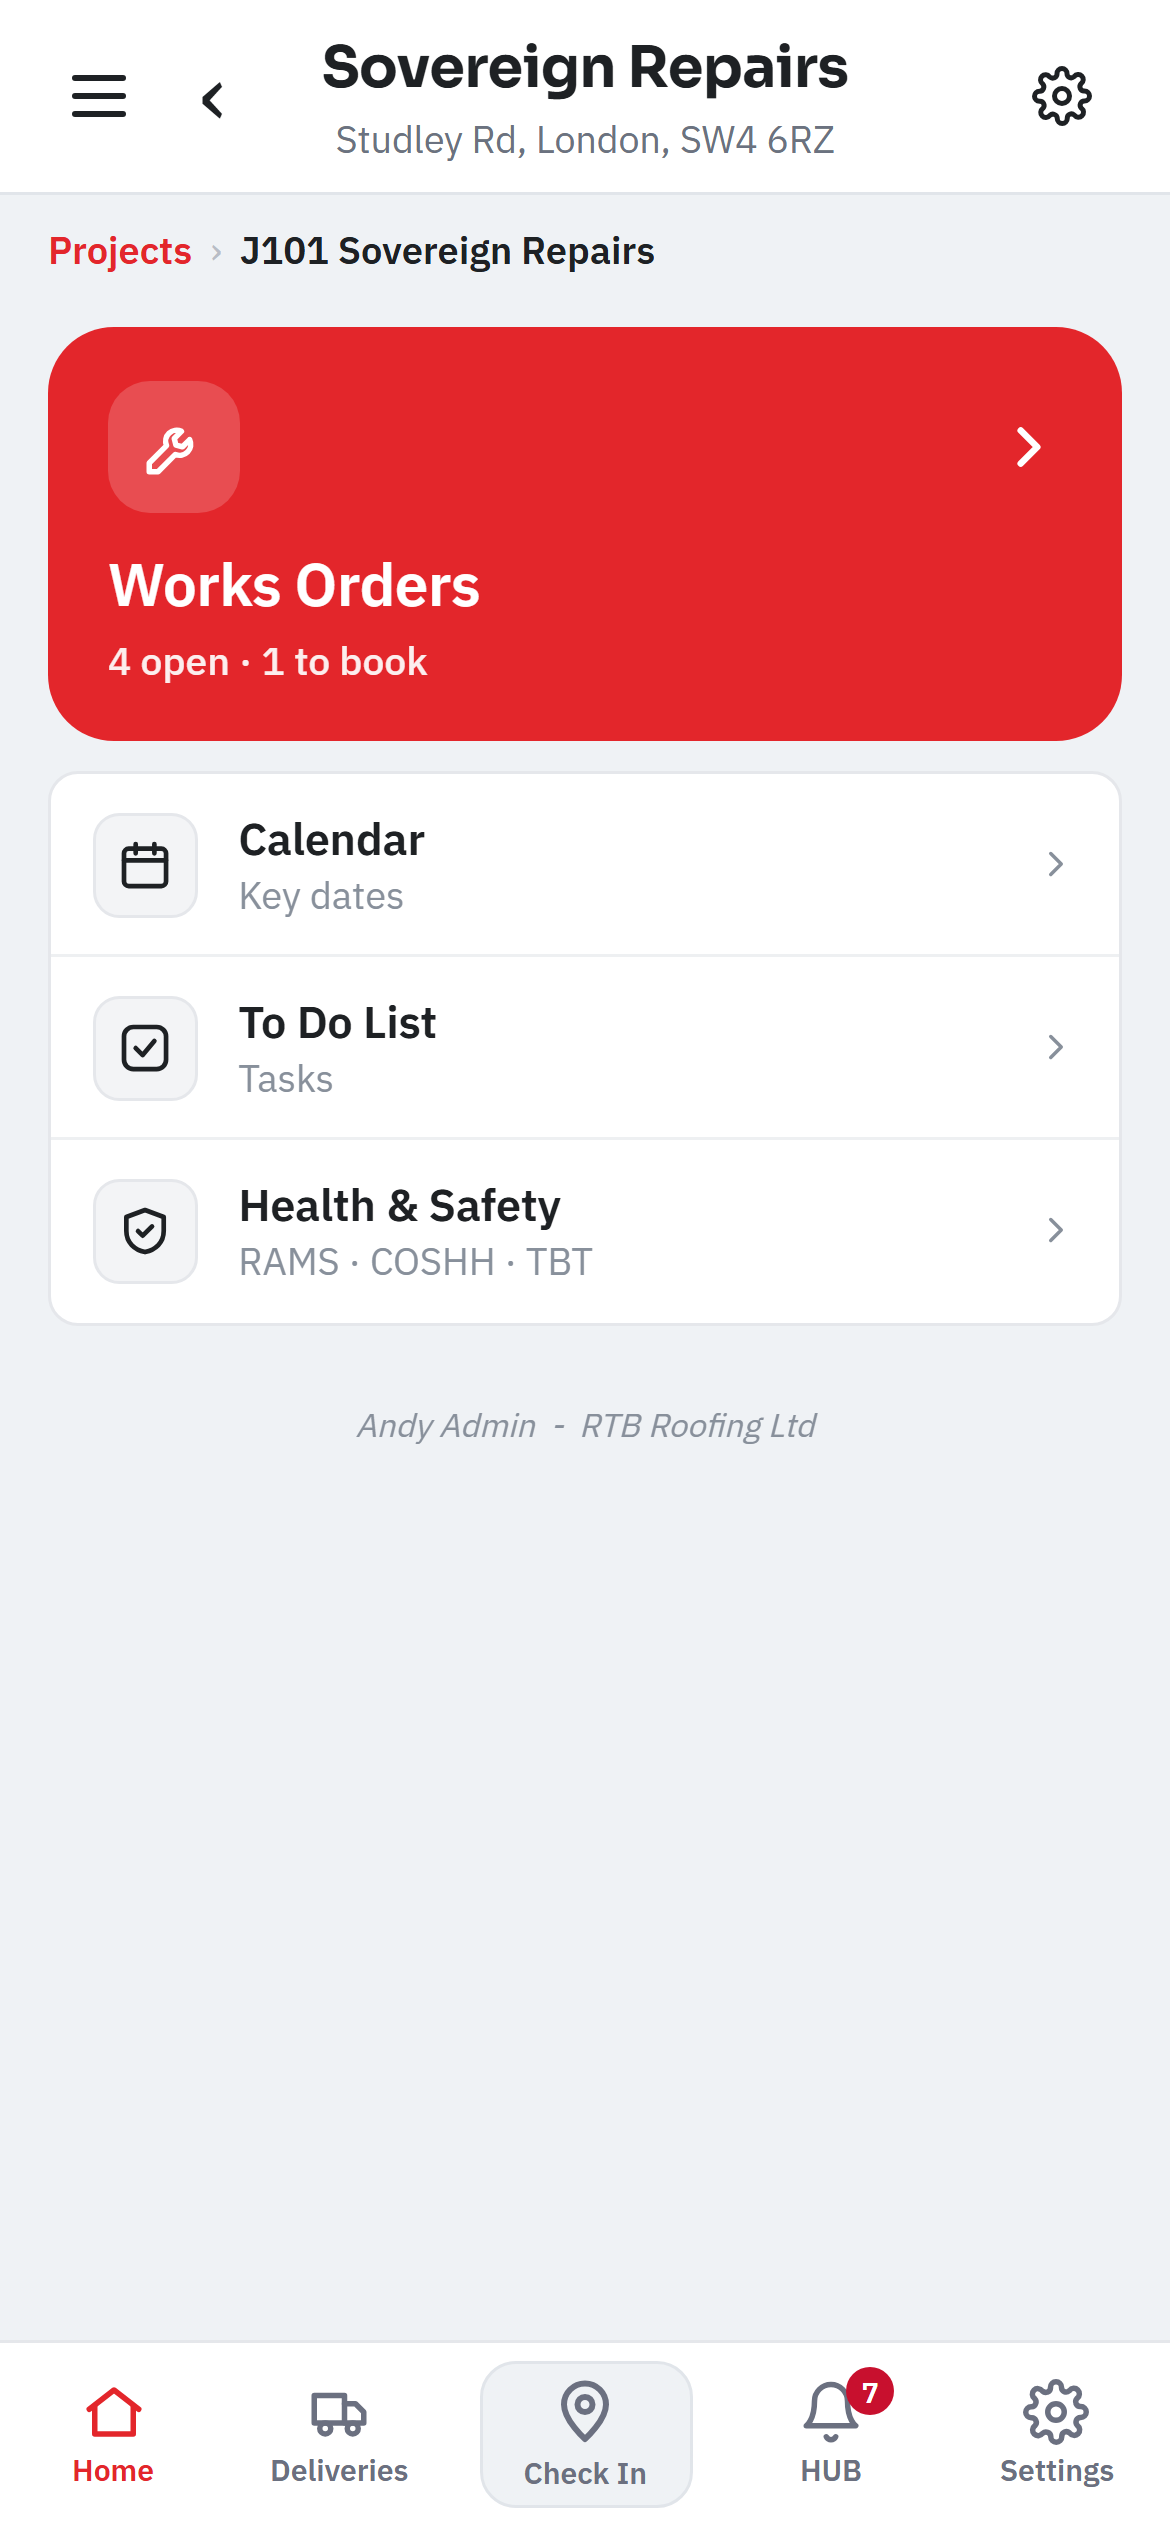 Sovereign Repairs
Studley Rd, London, SW4 6RZ
Projects › J101 Sovereign Repairs
Works Orders
4 open · 1 to book
Calendar
Key dates
To Do List
Tasks
Health & Safety
RAMS · COSHH · TBT
Andy Admin - RTB Roofing Ltd
7
Home Deliveries Check In HUB Settings